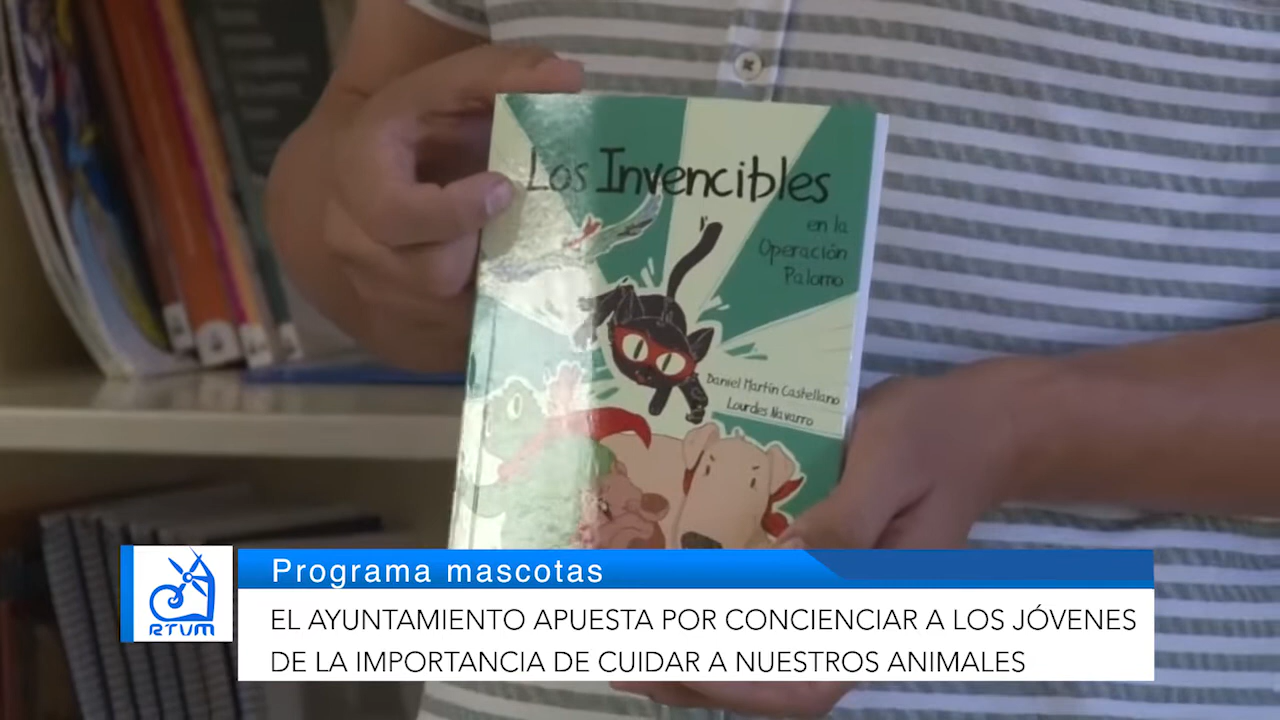 Los Invencibles
en la
Operación
Palomo
Daniel Martín Castellano
Lourdes Navarro
Programa mascotas
RTVM
EL AYUNTAMIENTO APUESTA POR CONCIENCIAR A LOS JÓVENES
DE LA IMPORTANCIA DE CUIDAR A NUESTROS ANIMALES